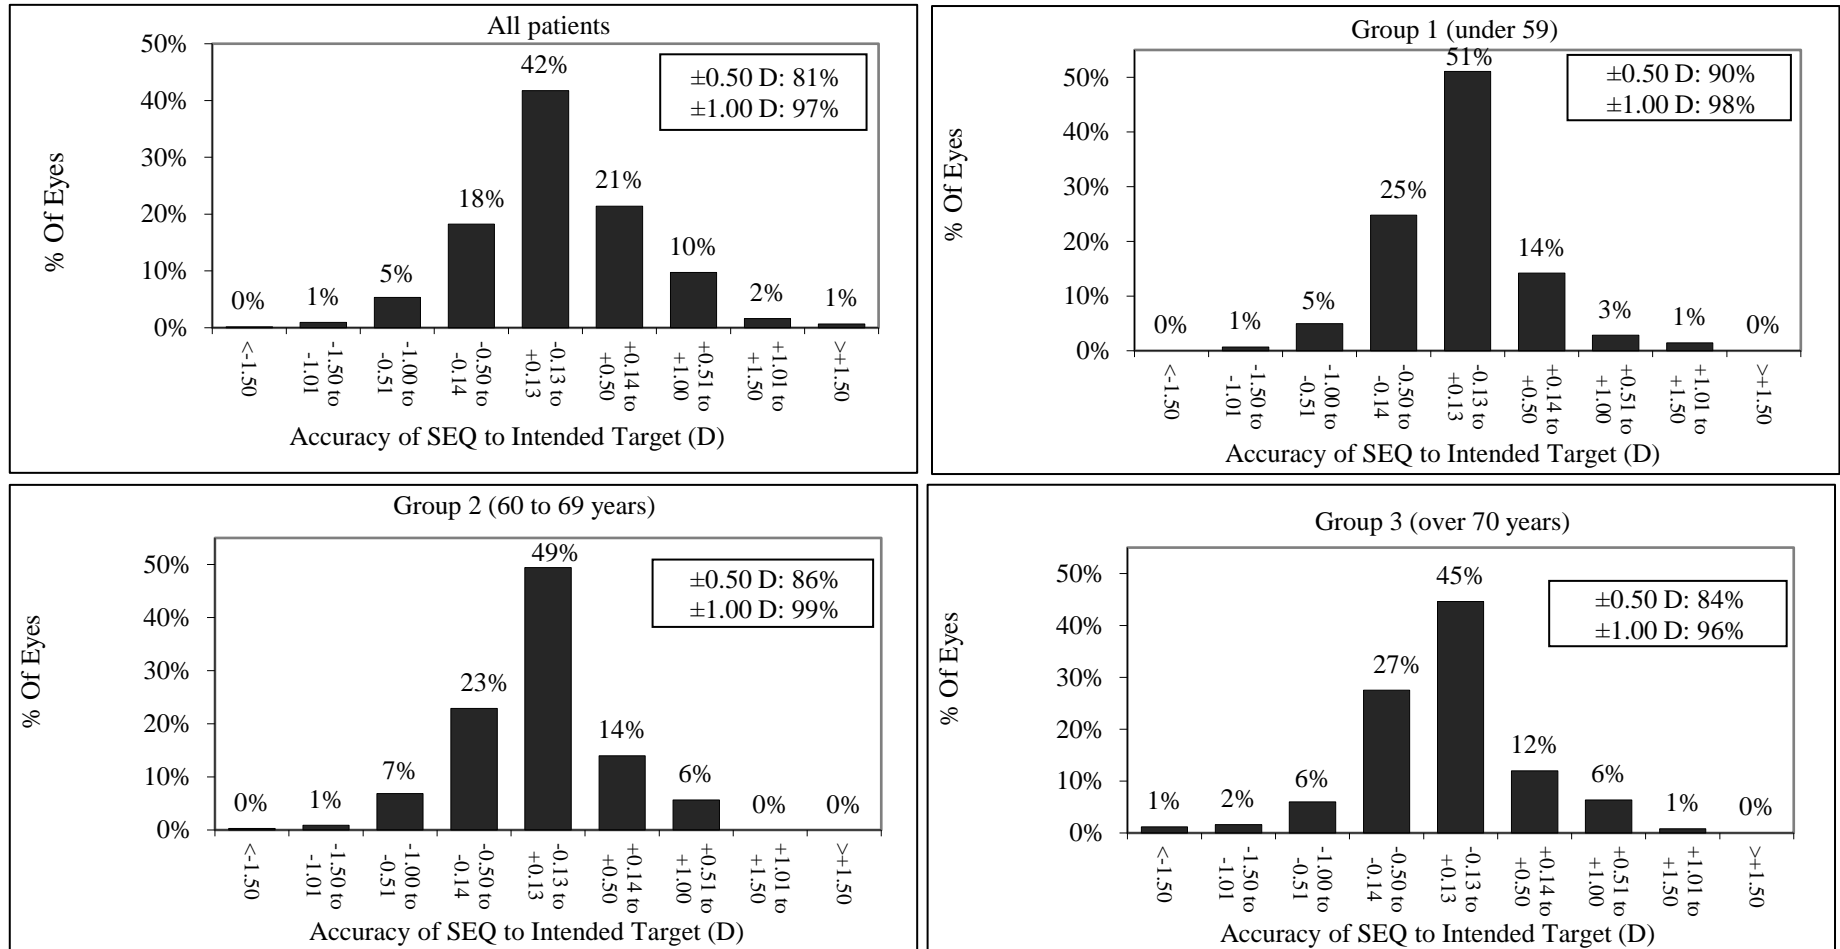 All patients
50%
40%
30%
20%
10%
0%
% Of Eyes
0%
1%
5%
18%
42%
21%
10%
2%
1%
±0.50 D: 81%
±1.00 D: 97%
<-1.50
-1.50 to
-1.01
-1.00 to
-0.51
-0.50 to
-0.14
-0.13 to
+0.13
+0.14 to
+0.50
+0.51 to
+1.00
+1.01 to
+1.50
>+1.50
Accuracy of SEQ to Intended Target (D)
Group 1 (under 59)
50%
40%
30%
20%
10%
0%
% Of Eyes
0%
1%
5%
25%
51%
14%
3%
1%
0%
±0.50 D: 90%
±1.00 D: 98%
<-1.50
-1.50 to
-1.01
-1.00 to
-0.51
-0.50 to
-0.14
-0.13 to
+0.13
+0.14 to
+0.50
+0.51 to
+1.00
+1.01 to
+1.50
>+1.50
Accuracy of SEQ to Intended Target (D)
Group 2 (60 to 69 years)
50%
40%
30%
20%
10%
0%
% Of Eyes
0%
1%
7%
23%
49%
14%
6%
0%
0%
±0.50 D: 86%
±1.00 D: 99%
<-1.50
-1.50 to
-1.01
-1.00 to
-0.51
-0.50 to
-0.14
-0.13 to
+0.13
+0.14 to
+0.50
+0.51 to
+1.00
+1.01 to
+1.50
>+1.50
Accuracy of SEQ to Intended Target (D)
Group 3 (over 70 years)
50%
40%
30%
20%
10%
0%
% Of Eyes
1%
2%
6%
27%
45%
12%
6%
1%
0%
±0.50 D: 84%
±1.00 D: 96%
<-1.50
-1.50 to
-1.01
-1.00 to
-0.51
-0.50 to
-0.14
-0.13 to
+0.13
+0.14 to
+0.50
+0.51 to
+1.00
+1.01 to
+1.50
>+1.50
Accuracy of SEQ to Intended Target (D)